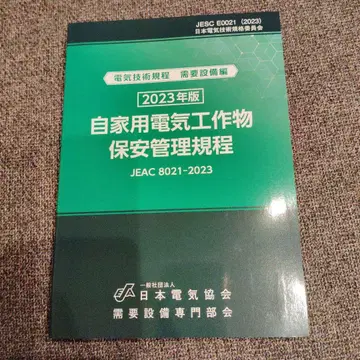 JESC E0021 (2023)
日本電気技術規格委員会
電気技術規程 需要設備編
2023年版
自家用電気工作物
保安管理規程
JEAC 8021-2023
一般社団法人
日本電気協会
需要設備専門部会